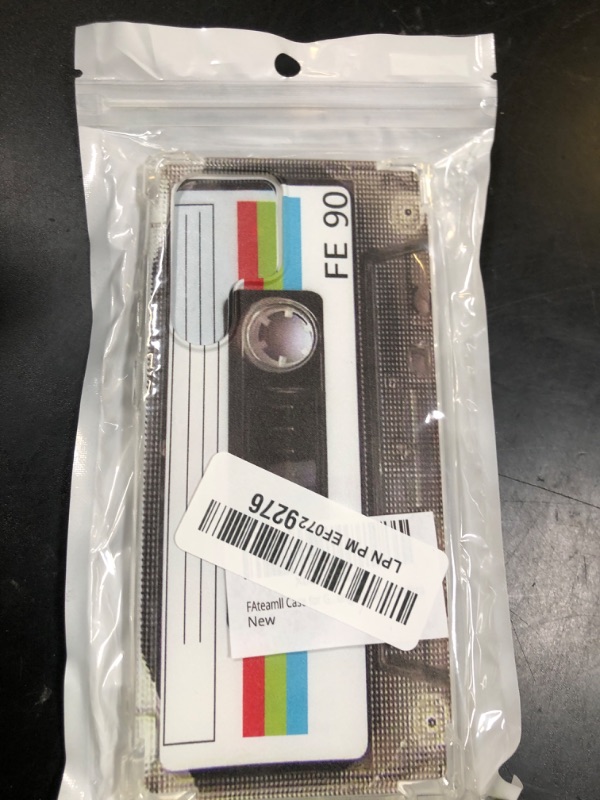 FE 90
LPN PM EF0729276
FAteamll Case
New